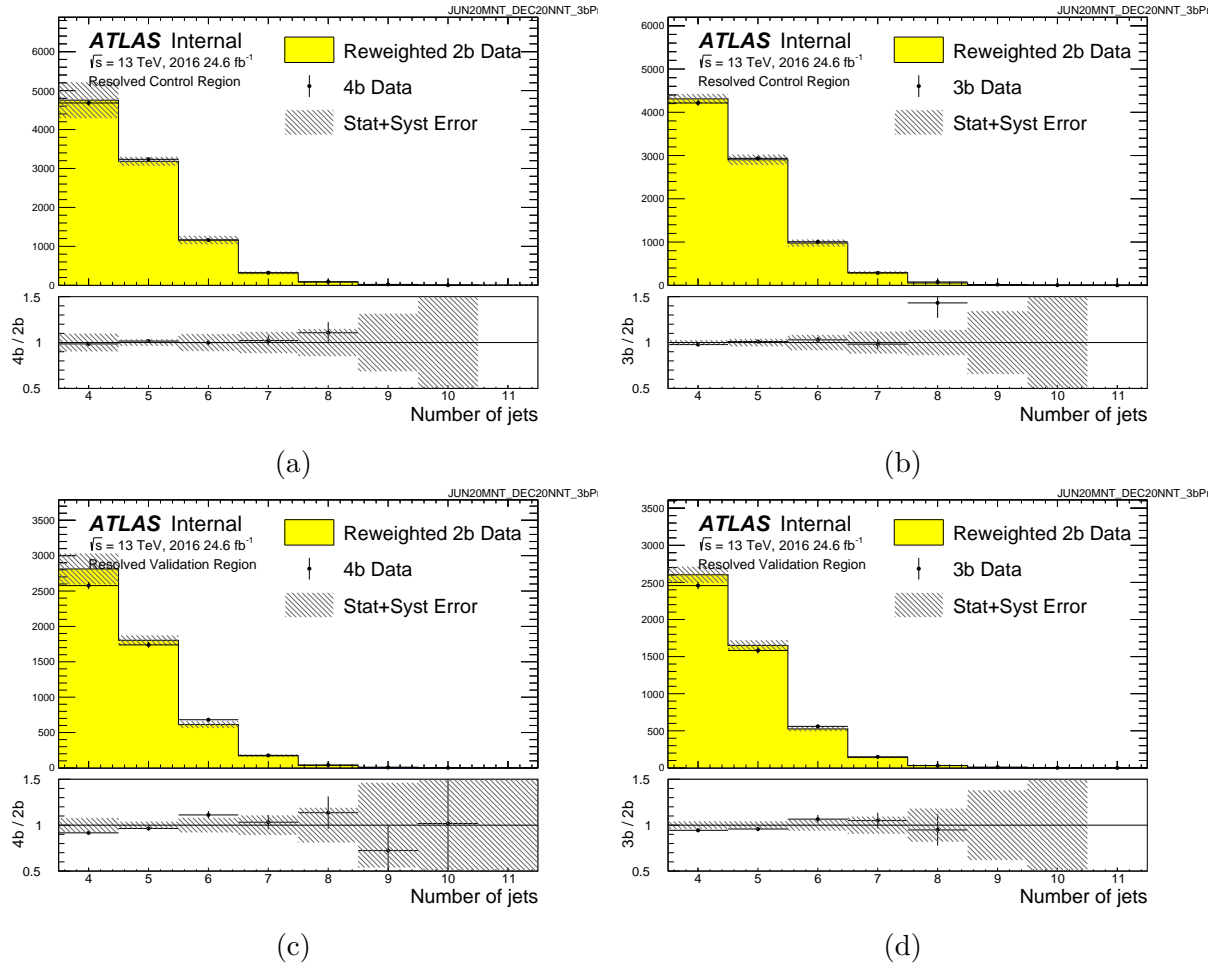 JUN20MNT_DEC20NNT_3bPr
ATLAS Internal
√s = 13 TeV, 2016 24.6 fb-1
Resolved Control Region
Reweighted 2b Data
4b Data
Stat+Syst Error
6000
5000
4000
3000
2000
1000
0
1.5
1
0.5
4b / 2b
4 5 6 7 8 9 10 11
Number of jets
(a)
JUN20MNT_DEC20NNT_3bPr
ATLAS Internal
√s = 13 TeV, 2016 24.6 fb-1
Resolved Control Region
Reweighted 2b Data
3b Data
Stat+Syst Error
6000
5000
4000
3000
2000
1000
0
1.5
1
0.5
3b / 2b
4 5 6 7 8 9 10 11
Number of jets
(b)
JUN20MNT_DEC20NNT_3bPr
ATLAS Internal
√s = 13 TeV, 2016 24.6 fb-1
Resolved Validation Region
Reweighted 2b Data
4b Data
Stat+Syst Error
3500
3000
2500
2000
1500
1000
500
0
1.5
1
0.5
4b / 2b
4 5 6 7 8 9 10 11
Number of jets
(c)
JUN20MNT_DEC20NNT_3bPr
ATLAS Internal
√s = 13 TeV, 2016 24.6 fb-1
Resolved Validation Region
Reweighted 2b Data
3b Data
Stat+Syst Error
3500
3000
2500
2000
1500
1000
500
0
1.5
1
0.5
3b / 2b
4 5 6 7 8 9 10 11
Number of jets
(d)